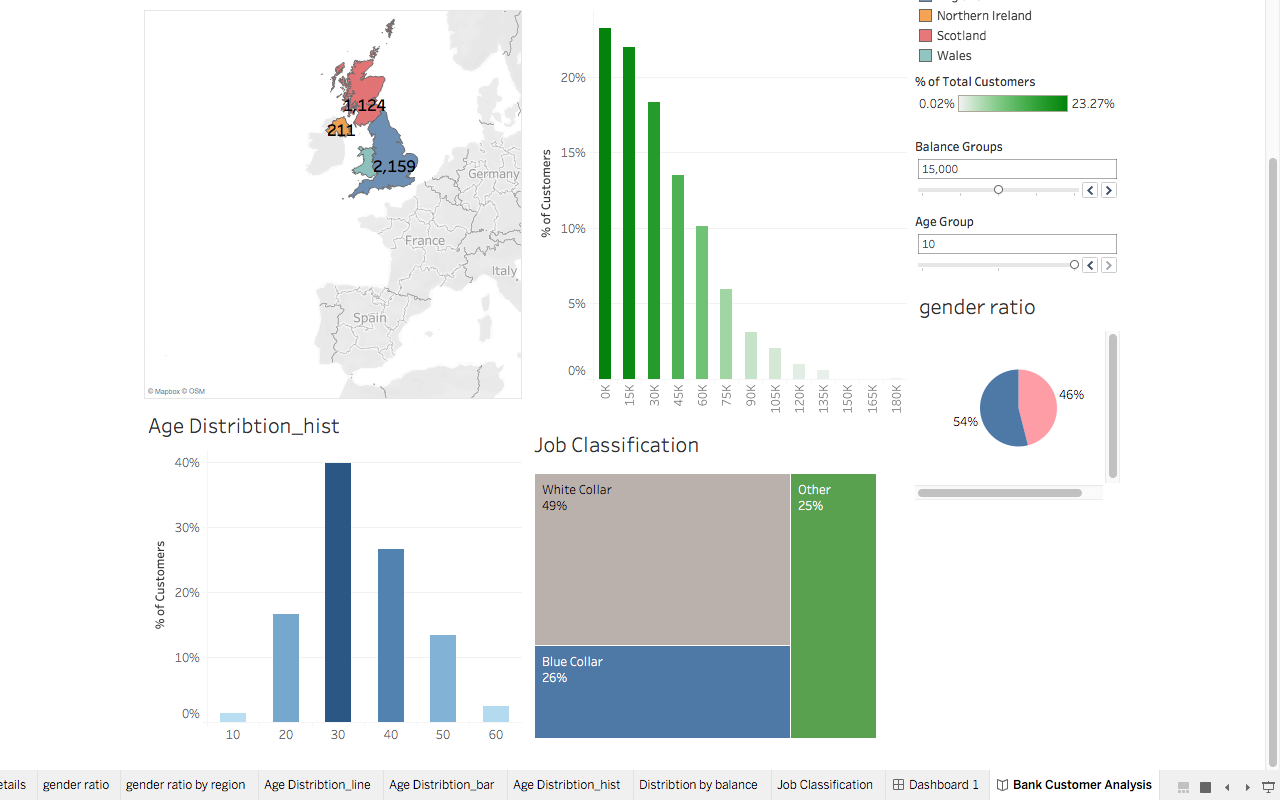 1,124
211
2,159
Germany
France
Italy
Spain
© Mapbox © OSM
% of Customers
20%
15%
10%
5%
0%
0K
15K
30K
45K
60K
75K
90K
105K
120K
135K
150K
165K
180K
Northern Ireland
Scotland
Wales
% of Total Customers
0.02%
23.27%
Balance Groups
15,000
Age Group
10
gender ratio
46%
54%
Age Distribtion_hist
% of Customers
40%
30%
20%
10%
0%
10
20
30
40
50
60
Job Classification
White Collar
49%
Other
25%
Blue Collar
26%
etails
gender ratio
gender ratio by region
Age Distribtion_line
Age Distribtion_bar
Age Distribtion_hist
Distribtion by balance
Job Classification
Dashboard 1
Bank Customer Analysis